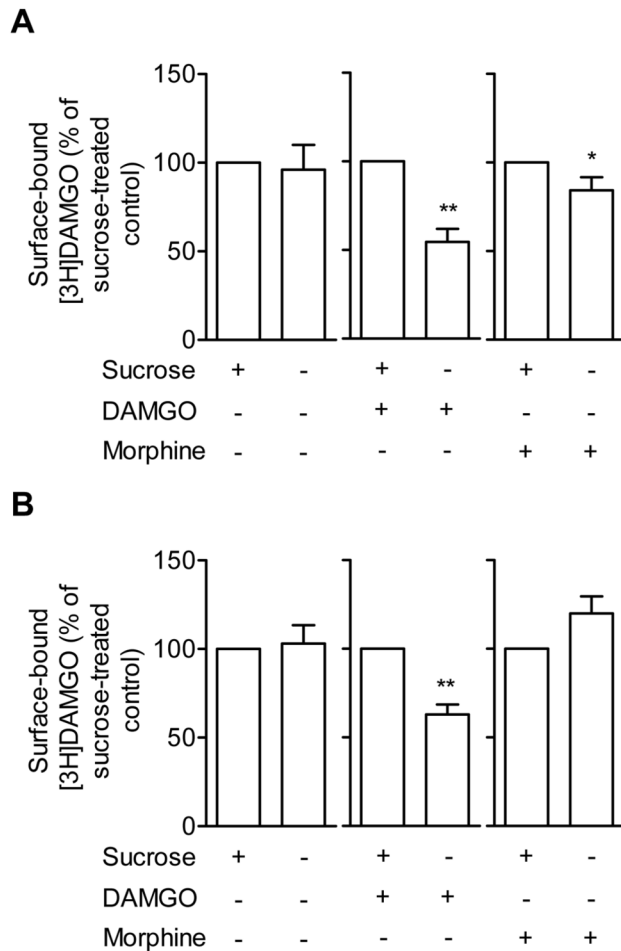 A
Surface-bound
[3H]DAMGO (% of
sucrose-treated
control)
150
100
50
0
**
*
Sucrose + - + - + -
DAMGO - - + + - -
Morphine - - - - + +
B
Surface-bound
[3H]DAMGO (% of
sucrose-treated
control)
150
100
50
0
**
Sucrose + - + - + -
DAMGO - - + + - -
Morphine - - - - + +